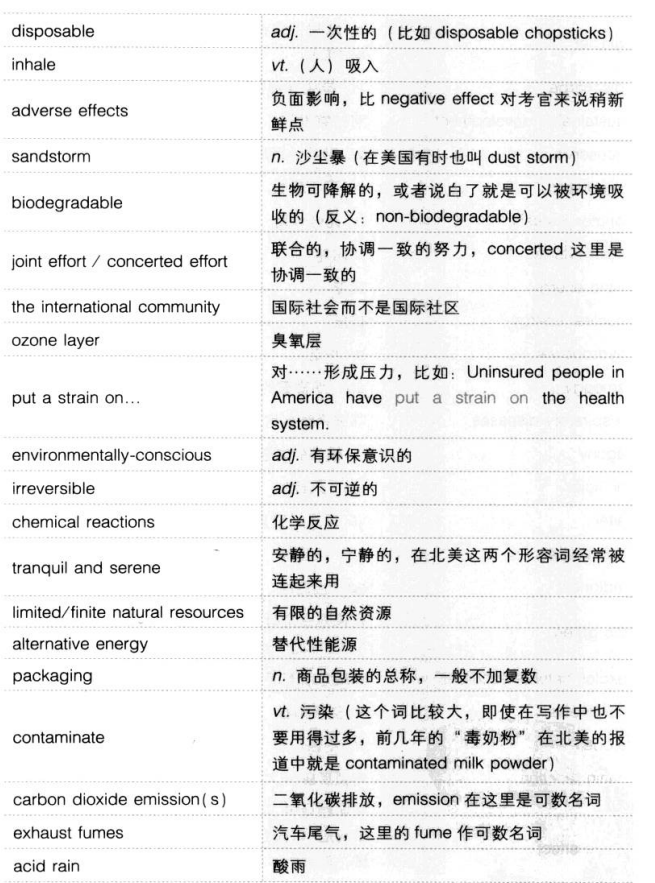 disposable
adj. 一次性的（比如 disposable chopsticks）
inhale
vt.（人）吸入
adverse effects
负面影响，比 negative effect 对考官来说稍新
鲜点
sandstorm
n. 沙尘暴（在美国有时也叫 dust storm）
biodegradable
生物可降解的，或者说白了就是可以被环境吸
收的（反义：non-biodegradable）
joint effort / concerted effort
联合的，协调一致的努力，concerted 这里是
协调一致的
the international community
国际社会而不是国际社区
ozone layer
臭氧层
put a strain on…
对……形成压力，比如：Uninsured people in
America have put a strain on the health
system.
environmentally-conscious
adj. 有环保意识的
irreversible
adj. 不可逆的
chemical reactions
化学反应
tranquil and serene
安静的，宁静的，在北美这两个形容词经常被
连起来用
limited/finite natural resources
有限的自然资源
alternative energy
替代性能源
packaging
n. 商品包装的总称，一般不加复数
contaminate
vt. 污染（这个词比较大，即使在写作中也不
要用得过多，前几年的“毒奶粉”在北美的报
道中就是 contaminated milk powder）
carbon dioxide emission(s)
二氧化碳排放，emission 在这里是可数名词
exhaust fumes
汽车尾气，这里的 fume 作可数名词
acid rain
酸雨